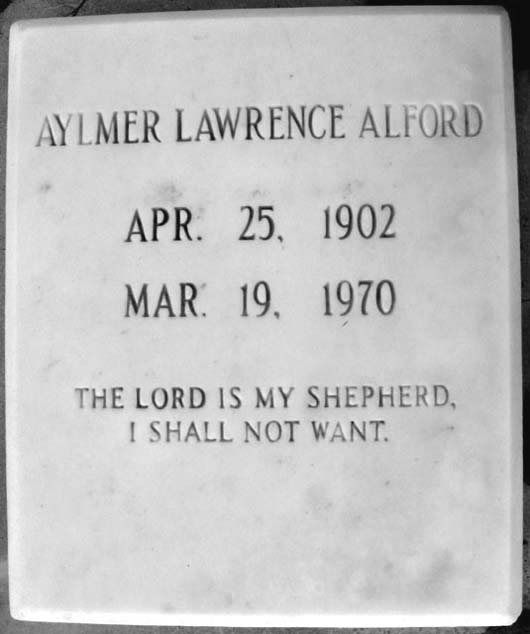 AYLMER LAWRENCE ALFORD
APR. 25, 1902
MAR. 19, 1970
THE LORD IS MY SHEPHERD,
I SHALL NOT WANT.